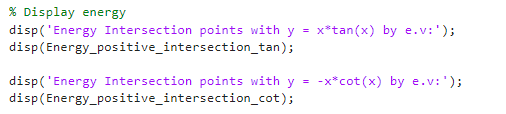 % Display energy
disp('Energy Intersection points with y = x*tan(x) by e.v:');
disp(Energy_positive_intersection_tan);
disp('Energy Intersection points with y = -x*cot(x) by e.v:');
disp(Energy_positive_intersection_cot);